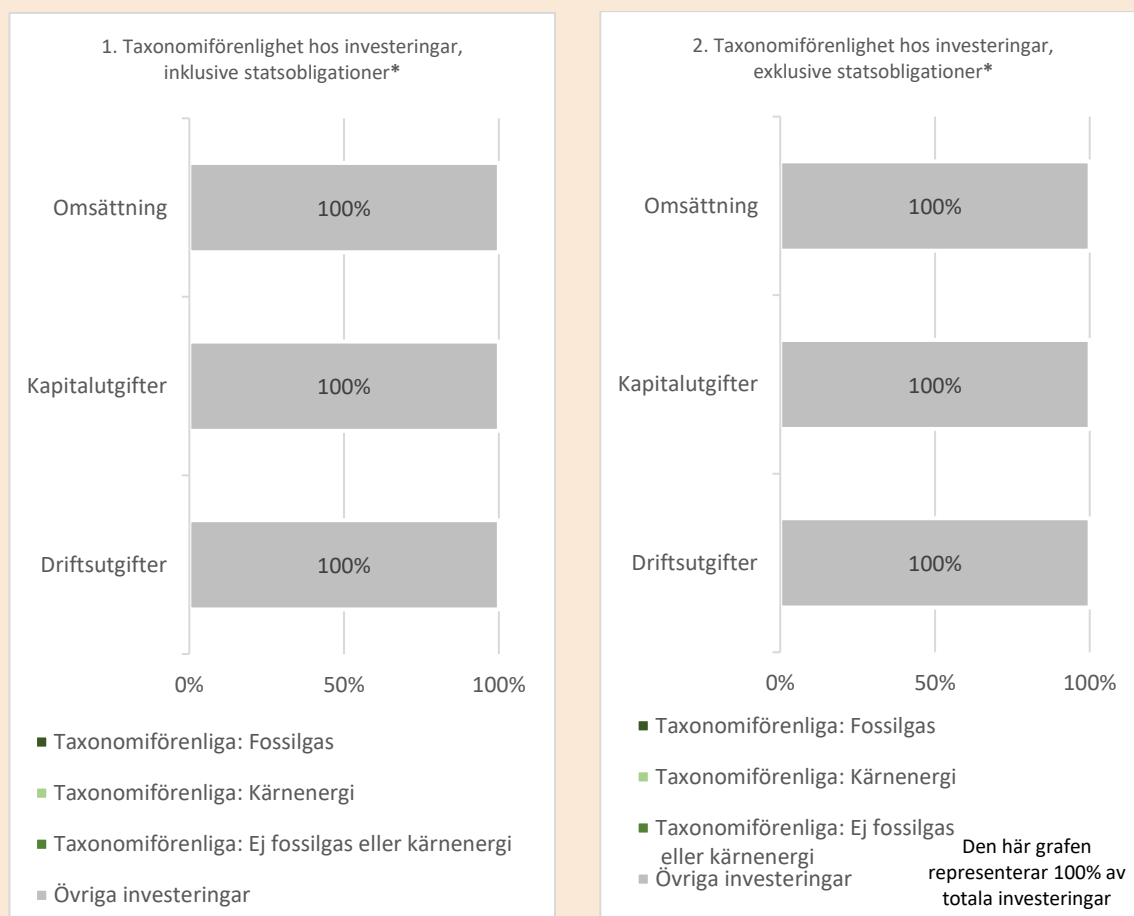 1. Taxonomiförenlighet hos investeringar,
inklusive statsobligationer*
Omsättning
100%
Kapitalutgifter
100%
Driftsutgifter
100%
0%
50%
100%
Taxonomiförenliga: Fossilgas
Taxonomiförenliga: Kärnenergi
Taxonomiförenliga: Ej fossilgas eller kärnenergi
Övriga investeringar
2. Taxonomiförenlighet hos investeringar,
exklusive statsobligationer*
Omsättning
100%
Kapitalutgifter
100%
Driftsutgifter
100%
0%
50%
100%
Taxonomiförenliga: Fossilgas
Taxonomiförenliga: Kärnenergi
Taxonomiförenliga: Ej fossilgas
eller kärnenergi
Övriga investeringar
Den här grafen
representerar 100% av
totala investeringar